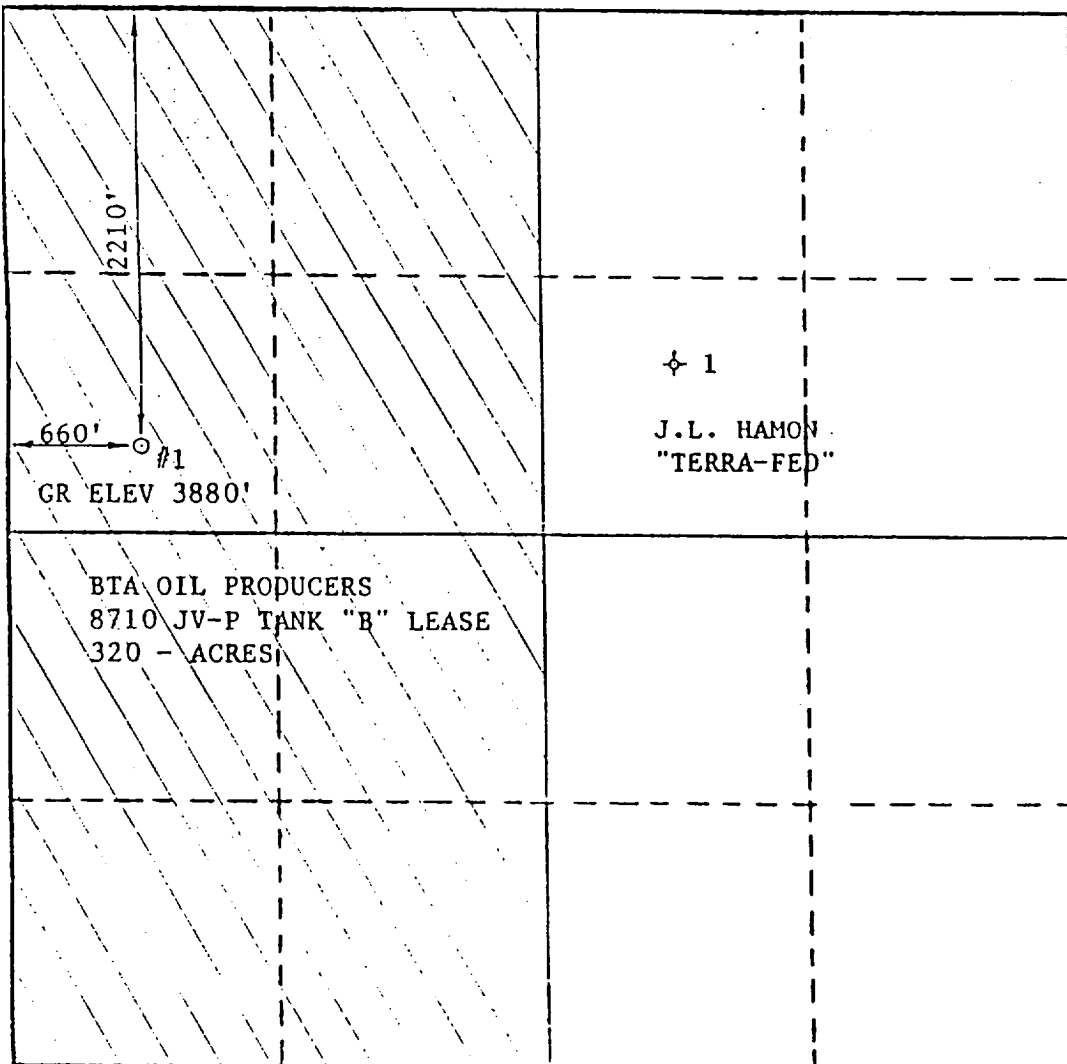 2210'
1
J.L. HAMON
"TERRA-FED"
660'
#1
GR ELEV 3880'
BTA OIL PRODUCERS
8710 JV-P TANK "B" LEASE
320 - ACRES